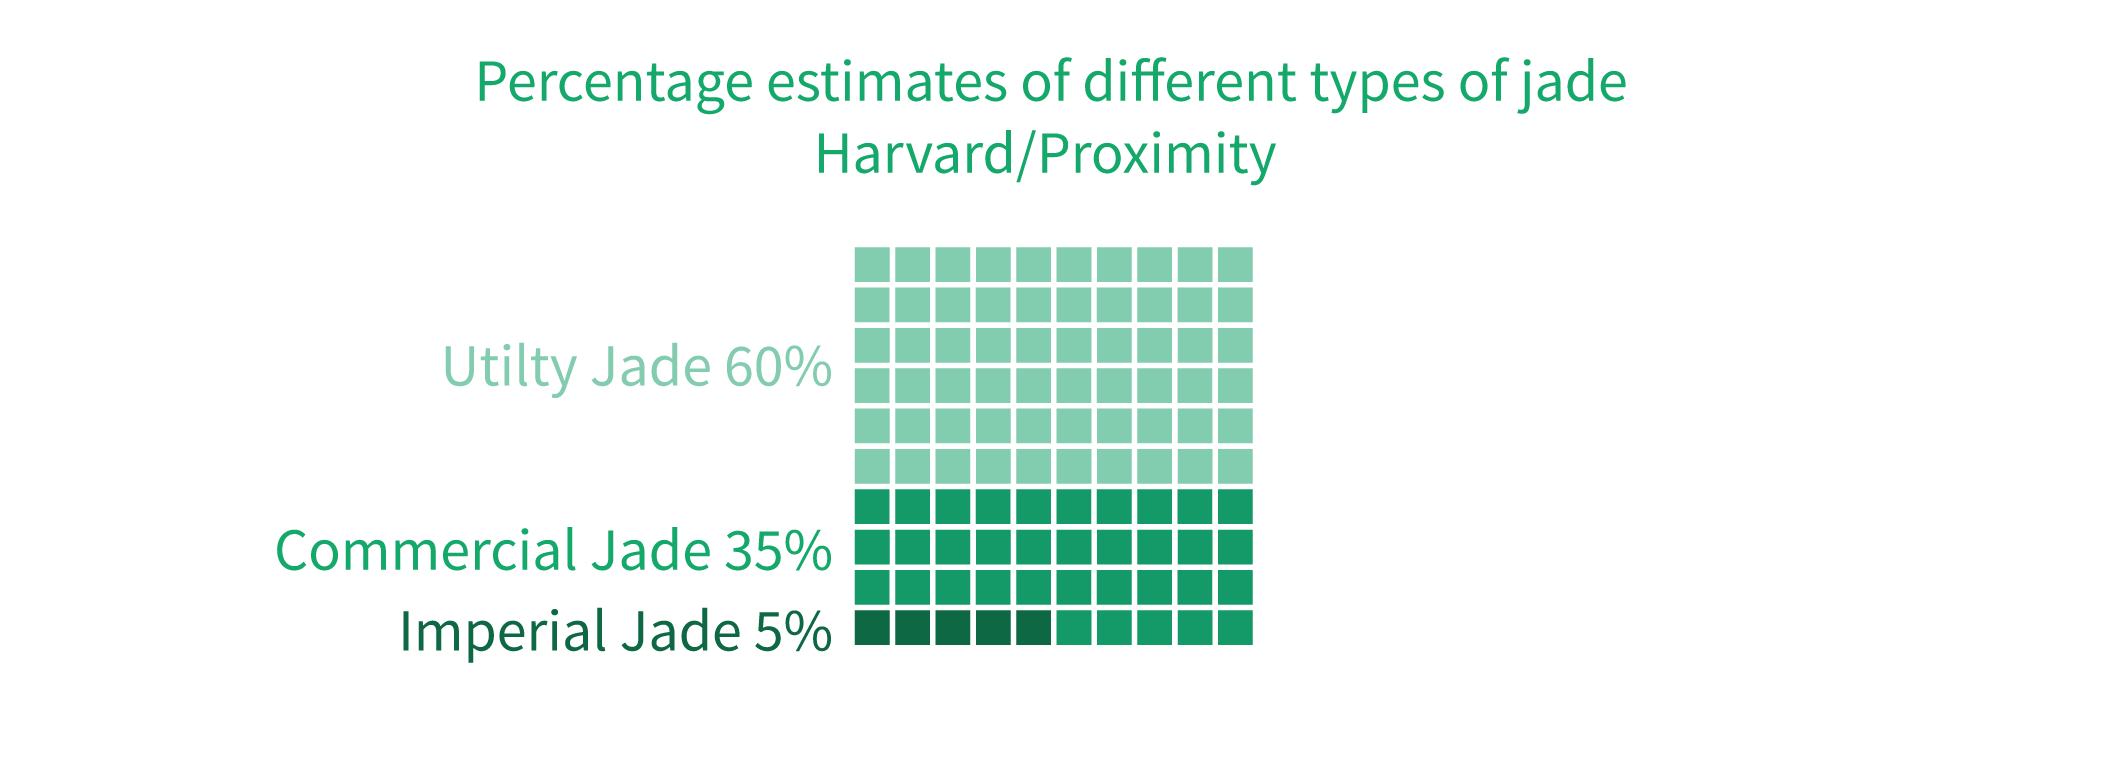 Percentage estimates of different types of jade
Harvard/Proximity
Utilty Jade 60%
Commercial Jade 35%
Imperial Jade 5%